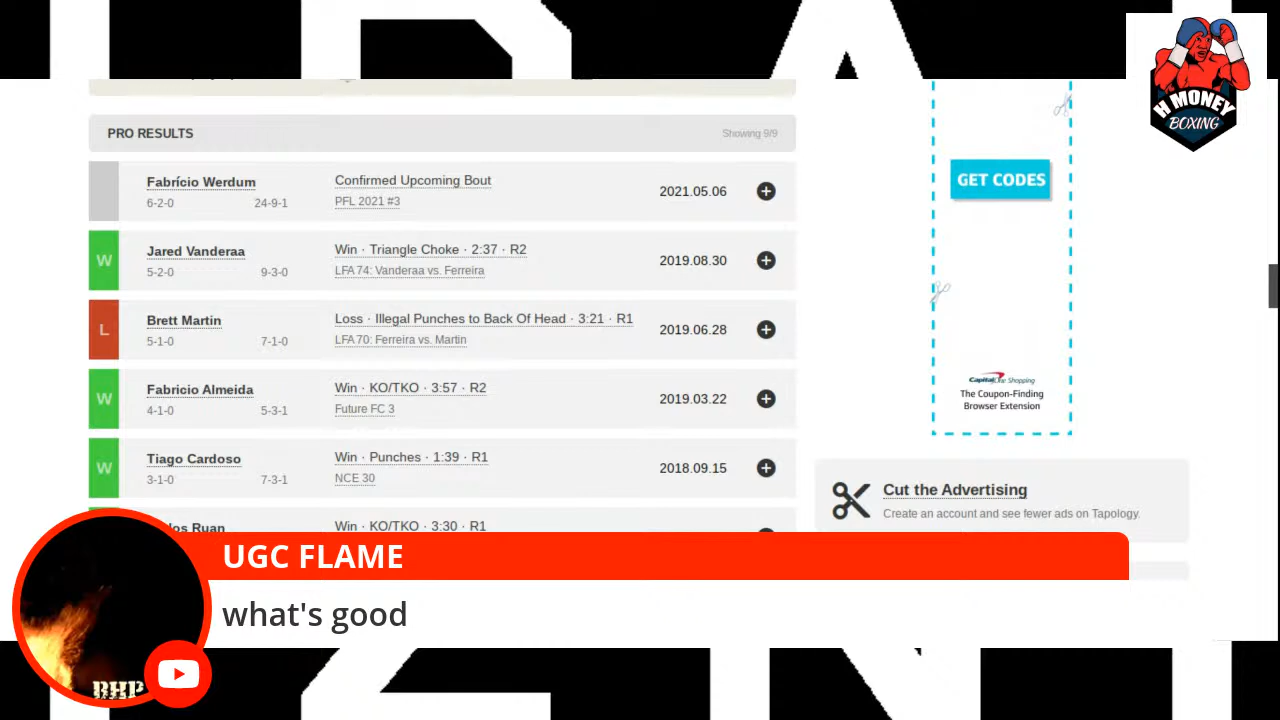 H MONEY
BOXING
PRO RESULTS
Showing 9/9
Fabrício Werdum
Confirmed Upcoming Bout
2021.05.06
6-2-0
24-9-1
PFL 2021 #3
W
Jared Vanderaa
Win · Triangle Choke · 2:37 · R2
2019.08.30
5-2-0
9-3-0
LFA 74: Vanderaa vs. Ferreira
L
Brett Martin
Loss · Illegal Punches to Back Of Head · 3:21 · R1
2019.06.28
5-1-0
7-1-0
LFA 70: Ferreira vs. Martin
W
Fabricio Almeida
Win · KO/TKO · 3:57 · R2
2019.03.22
4-1-0
5-3-1
Future FC 3
W
Tiago Cardoso
Win · Punches · 1:39 · R1
2018.09.15
3-1-0
7-3-1
NCE 30
Ruan
Win · KO/TKO · 3:30 · R1
GET CODES
Capital One Shopping
The Coupon-Finding
Browser Extension
Cut the Advertising
Create an account and see fewer ads on Tapology.
UGC FLAME
what's good
BHP